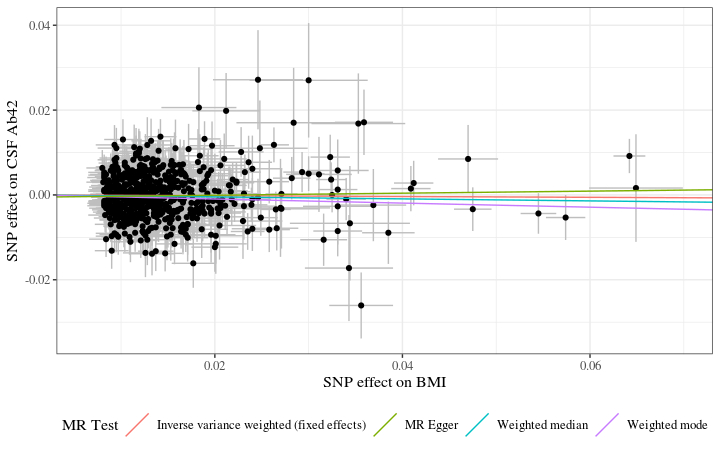 0.04
0.02
0.00
-0.02
SNP effect on CSF Ab42
0.02
0.04
0.06
SNP effect on BMI
MR Test
Inverse variance weighted (fixed effects)
MR Egger
Weighted median
Weighted mode